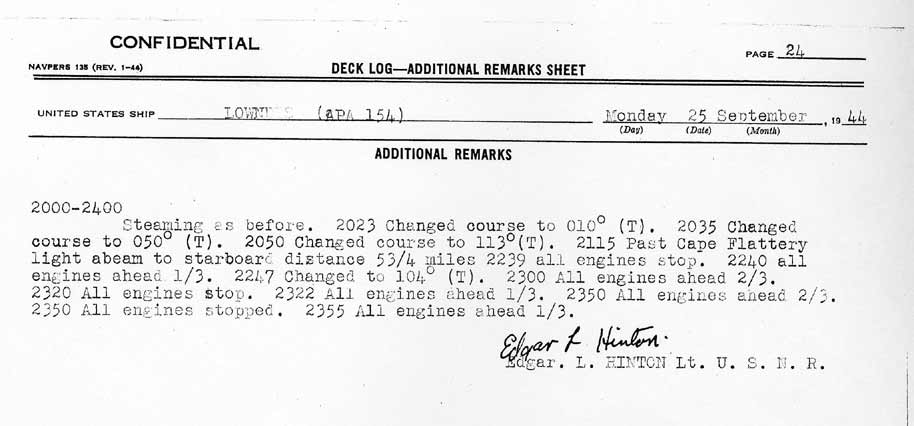 CONFIDENTIAL
PAGE 24
NAVPERS 135 (REV. 1-44)
DECK LOG—ADDITIONAL REMARKS SHEET
UNITED STATES SHIP LOWNDES (APA 154) Monday 25 September, 19 44
(Day) (Date) (Month)
ADDITIONAL REMARKS
2000-2400
Steaming as before. 2023 Changed course to 010° (T). 2035 Changed
course to 050° (T). 2050 Changed course to 113°(T). 2115 Past Cape Flattery
light abeam to starboard distance 53/4 miles 2239 all engines stop. 2240 all
engines ahead 1/3. 2247 Changed to 104° (T). 2300 All engines ahead 2/3.
2320 All engines stop. 2322 All engines ahead 1/3. 2350 All engines ahead 2/3.
2350 All engines stopped. 2355 All engines ahead 1/3.
Edgar L Hinton.
Edgar. L. HINTON Lt. U. S. N. R.